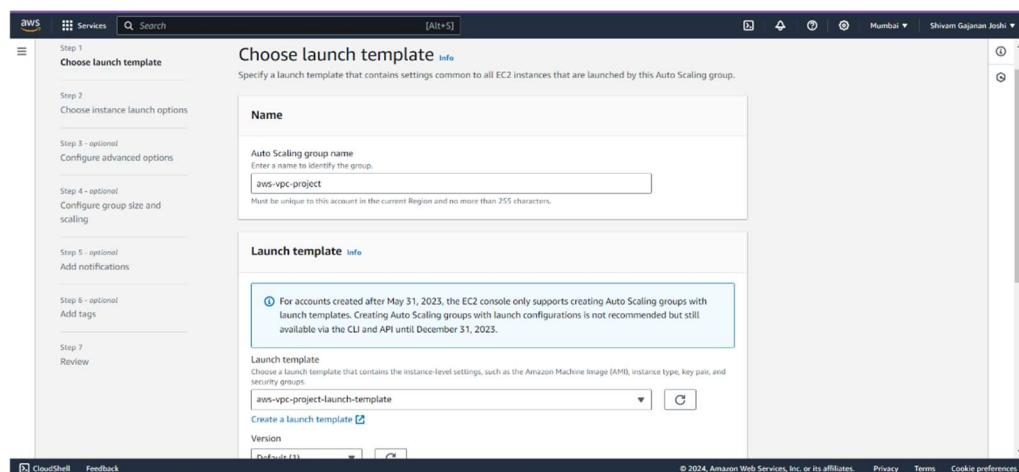 aws Services Search [Alt+S] Mumbai Shivam Gajanan Joshi
Step 1
Choose launch template
Step 2
Choose instance launch options
Step 3 - optional
Configure advanced options
Step 4 - optional
Configure group size and
scaling
Step 5 - optional
Add notifications
Step 6 - optional
Add tags
Step 7
Review
Choose launch template Info
Specify a launch template that contains settings common to all EC2 instances that are launched by this Auto Scaling group.
Name
Auto Scaling group name
Enter a name to identify the group.
aws-vpc-project
Must be unique to this account in the current Region and no more than 255 characters.
Launch template Info
For accounts created after May 31, 2023, the EC2 console only supports creating Auto Scaling groups with
launch templates. Creating Auto Scaling groups with launch configurations is not recommended but still
available via the CLI and API until December 31, 2023.
Launch template
Choose a launch template that contains the instance-level settings, such as the Amazon Machine Image (AMI), instance type, key pair, and
security groups.
aws-vpc-project-launch-template
Create a launch template
Version
Default (1)
CloudShell Feedback © 2024, Amazon Web Services, Inc. or its affiliates. Privacy Terms Cookie preferences